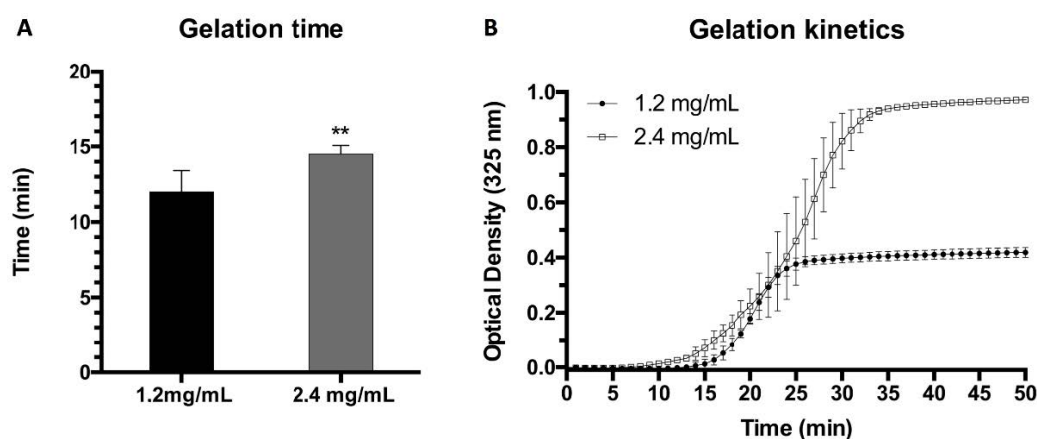 A
Gelation time
Time (min)
20
15
10
5
0
**
1.2mg/mL
2.4 mg/mL
B
Gelation kinetics
Optical Density (325 nm)
1.0
0.8
0.6
0.4
0.2
0.0
1.2 mg/mL
2.4 mg/mL
0 5 10 15 20 25 30 35 40 45 50
Time (min)